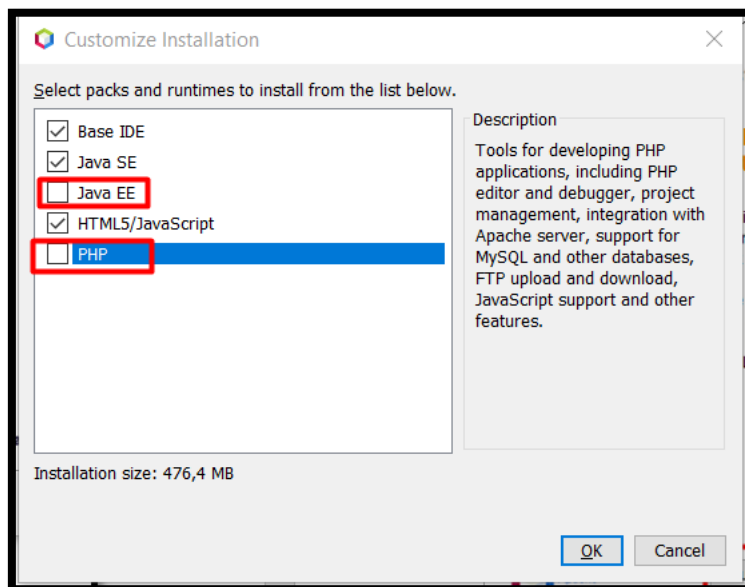 Customize Installation
Select packs and runtimes to install from the list below.
Base IDE
Java SE
Java EE
HTML5/JavaScript
PHP
Description
Tools for developing PHP
applications, including PHP
editor and debugger, project
management, integration with
Apache server, support for
MySQL and other databases,
FTP upload and download,
JavaScript support and other
features.
Installation size: 476,4 MB
OK
Cancel